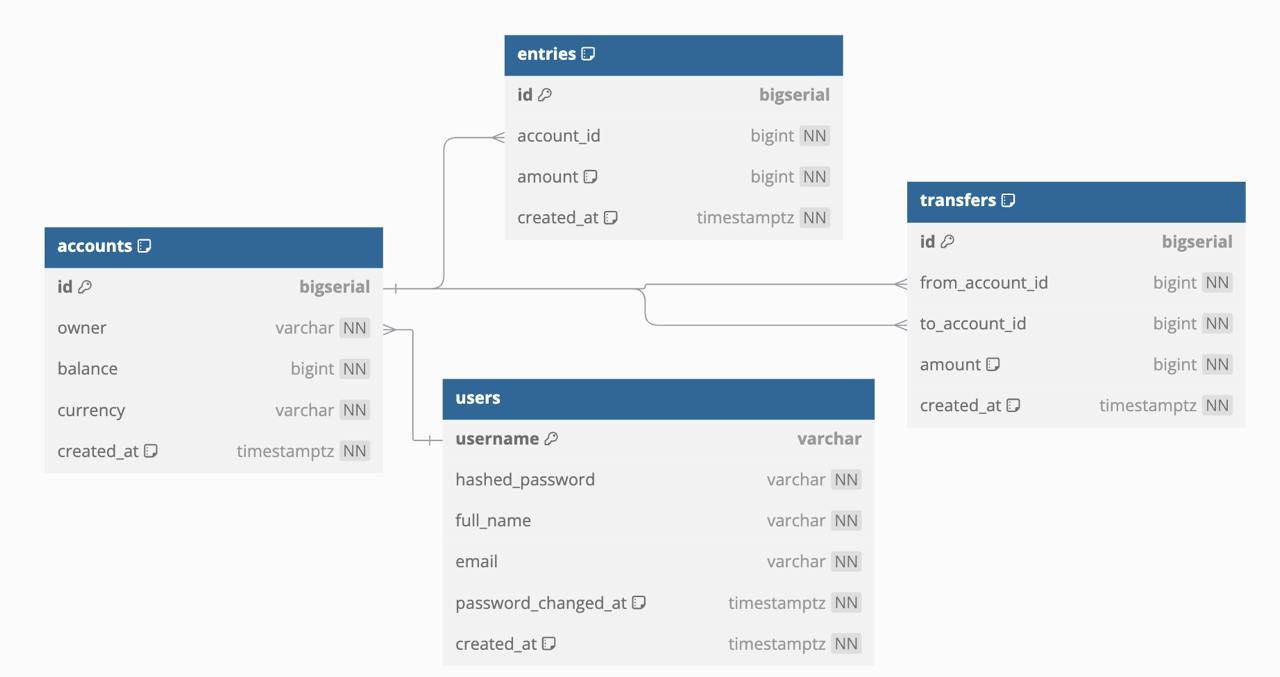 entries
id bigserial
account_id bigint NN
amount bigint NN
created_at timestamptz NN
transfers
id bigserial
from_account_id bigint NN
to_account_id bigint NN
amount bigint NN
created_at timestamptz NN
accounts
id bigserial
owner varchar NN
balance bigint NN
currency varchar NN
created_at timestamptz NN
users
username varchar
hashed_password varchar NN
full_name varchar NN
email varchar NN
password_changed_at timestamptz NN
created_at timestamptz NN